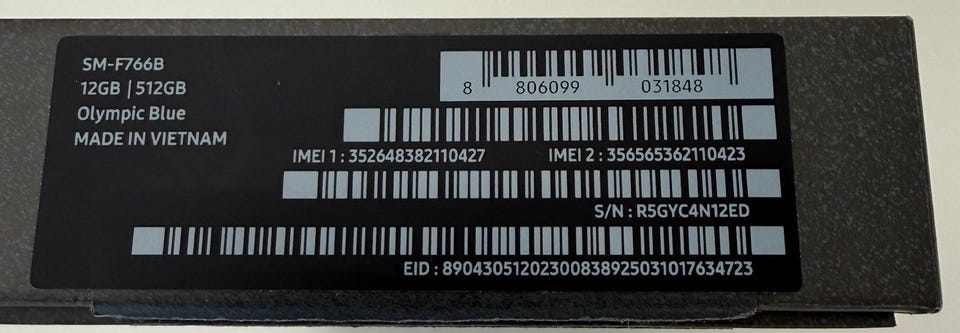 SM-F766B
12GB | 512GB
Olympic Blue
MADE IN VIETNAM
8 806099 031848
IMEI 1 : 352648382110427 IMEI 2 : 356565362110423
S/N : R5GYC4N12ED
EID : 89043051202300838925031017634723